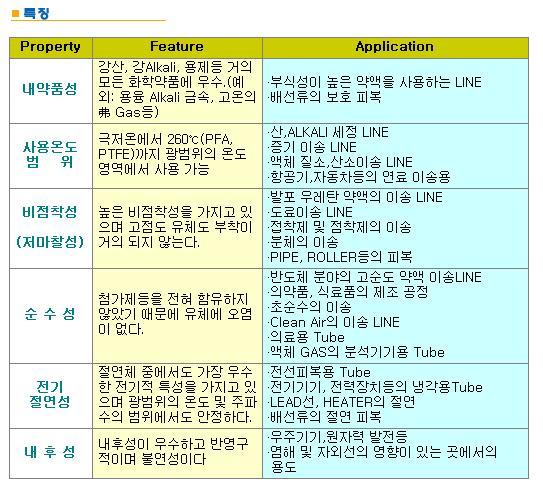 특징
Property Feature Application
내약품성
강산, 강Alkali, 용제등 거의
모든 화학약품에 우수.(예
외: 용융 Alkali 금속, 고온의
弗 Gas등)
·부식성이 높은 약액을 사용하는 LINE
·배선류의 보호 피복
사용온도
범 위
극저온에서 260℃(PFA,
PTFE))까지 광범위의 온도
영역에서 사용 가능
·산,ALKALI 세정 LINE
·증기 이송 LINE
·액체 질소,산소이송 LINE
·항공기,자동차등의 연료 이송용
비점착성
(저마찰성)
높은 비점착성을 가지고 있
으며 고점도 유체도 부착이
거의 되지 않는다.
·발포 우레탄 약액의 이송 LINE
·도료이송 LINE
·접착제 및 점착제의 이송
·분체의 이송
·PIPE, ROLLER등의 피복
순 수 성
첨가제등을 전혀 함유하지
않았기 때문에 유체에 오염
이 없다.
·반도체 분야의 고순도 약액 이송LINE
·의약품, 식료품의 제조 공정
·초순수의 이송
·Clean Air의 이송 LINE
·의료용 Tube
·액체 GAS의 분석기기용 Tube
전기
절연성
절연체 중에서도 가장 우수
한 전기적 특성을 가지고 있
으며 광범위의 온도 및 주파
수의 범위에서도 안정하다.
·전선피복용 Tube
·전기기기, 전력장치등의 냉각용Tube
·LEAD선, HEATER의 절연
·배선류의 절연 피복
내 후 성
내후성이 우수하고 반영구
적이며 불연성이다
·우주기기,원자력 발전등
·염해 및 자외선의 영향이 있는 곳에서의
용도